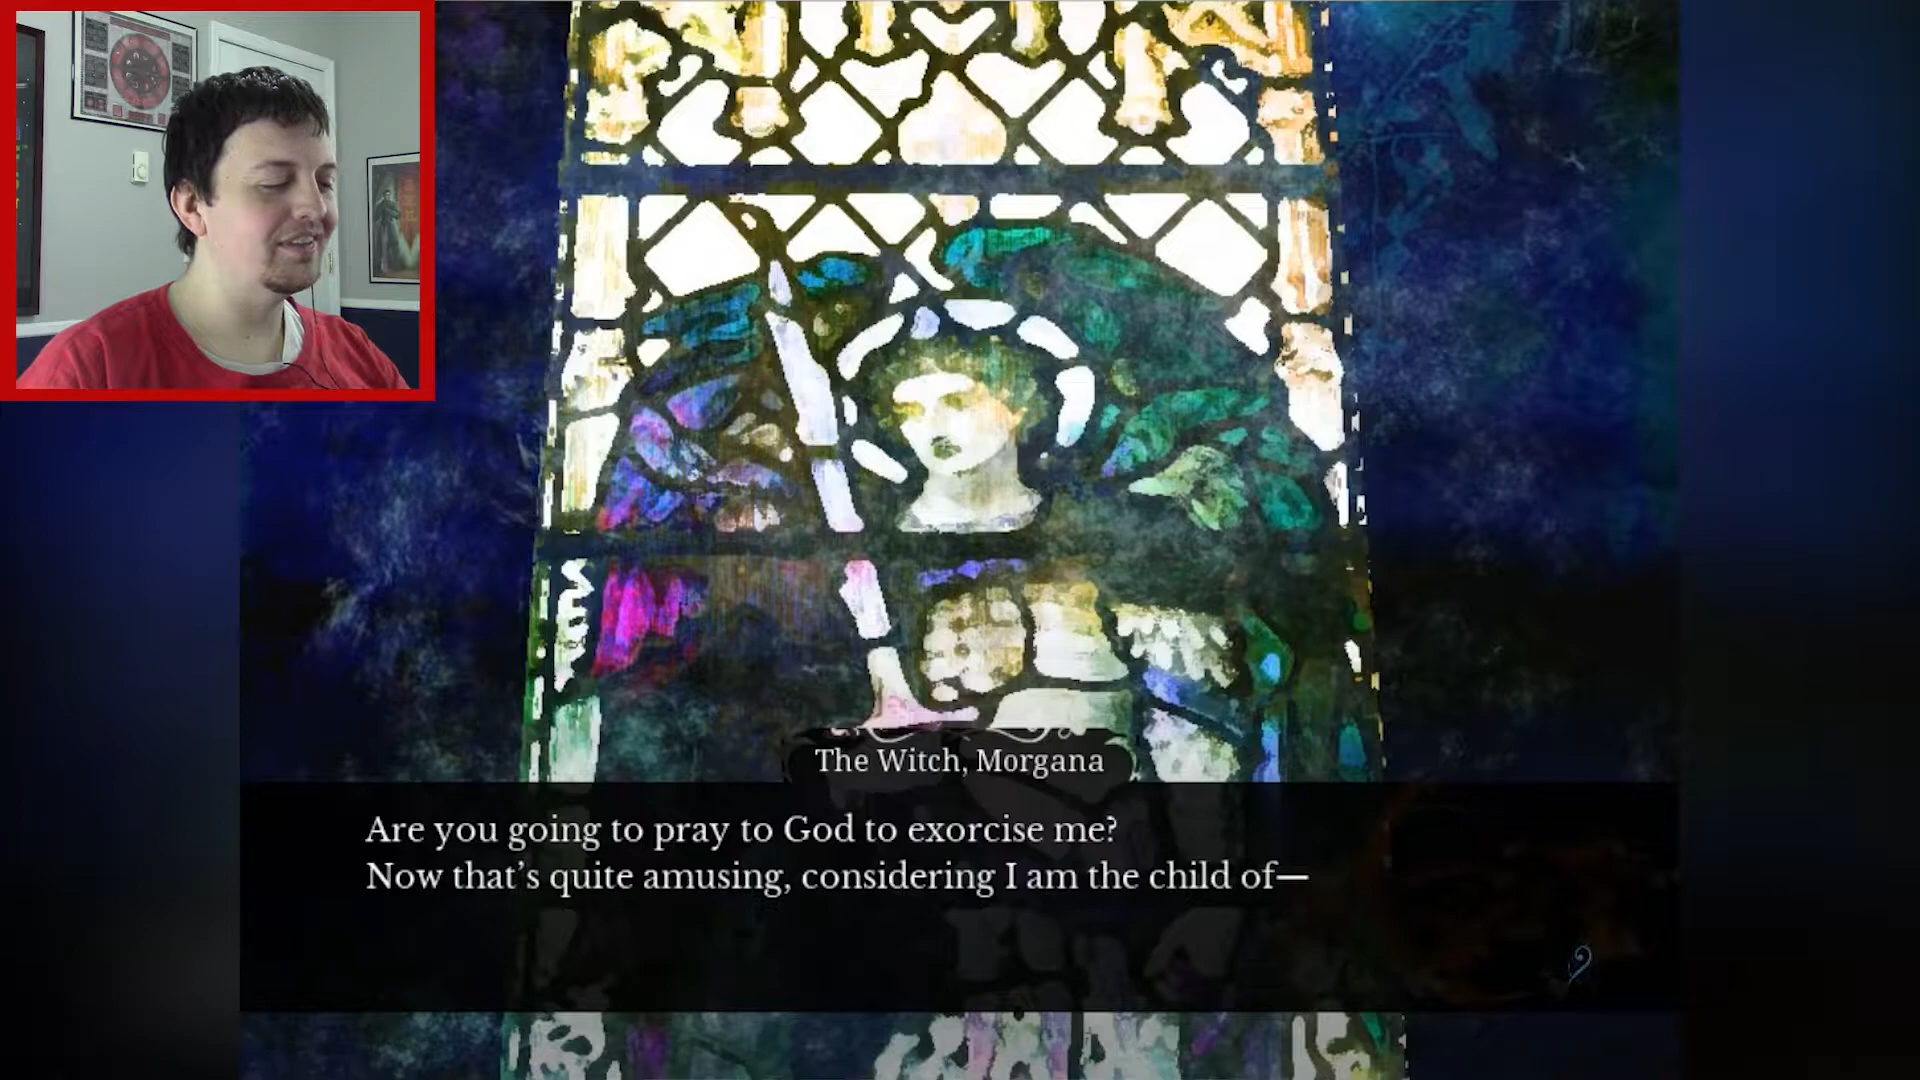 The Witch, Morgana
Are you going to pray to God to exorcise me?
Now that's quite amusing, considering I am the child of—